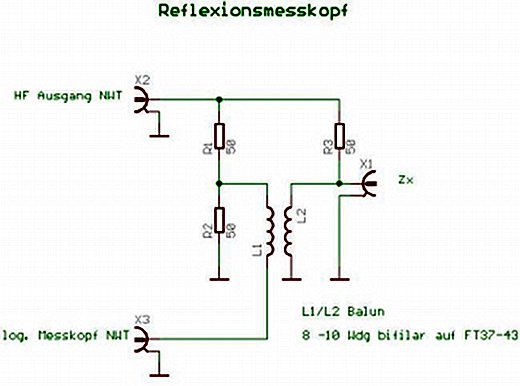 Reflexionsmesskopf
X2
HF Ausgang NWT
R1
50
R3
50
X1
Zx
R2
50
L1
L2
X3
L1/L2 Balun
log. Messkopf NWT
8 -10 Wdg bifilar auf FT37-43